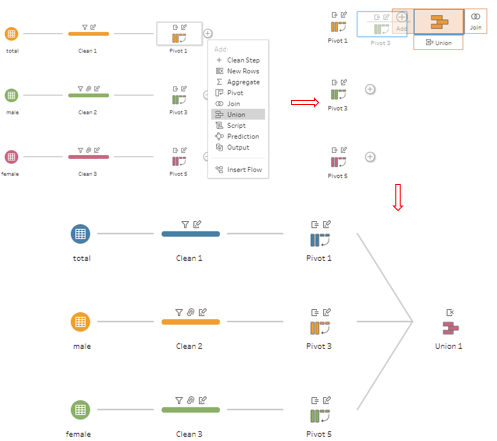 total
Clean 1
Pivot 1
Add:
Clean Step
New Rows
Aggregate
Pivot
Join
Union
Script
Prediction
Output
Insert Flow
male
Clean 2
Pivot 3
female
Clean 3
Pivot 5
Pivot 1
Pivot 3
Add
Union
Join
Pivot 3
Pivot 5
total
Clean 1
Pivot 1
male
Clean 2
Pivot 3
Union 1
female
Clean 3
Pivot 5